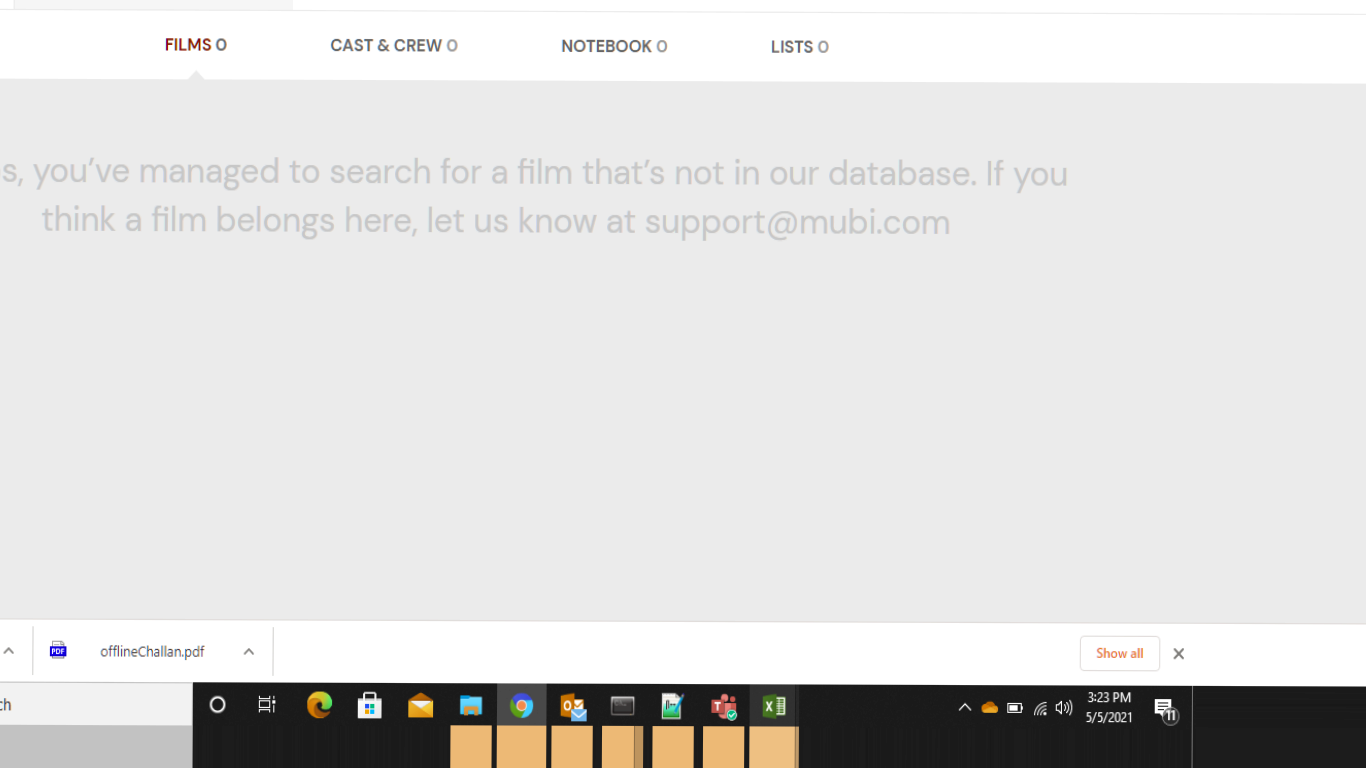 FILMS 0 CAST & CREW 0 NOTEBOOK 0 LISTS 0
s, you've managed to search for a film that's not in our database. If you
think a film belongs here, let us know at support@mubi.com
PDF offlineChallan.pdf Show all
ch
3:23 PM
5/5/2021
11